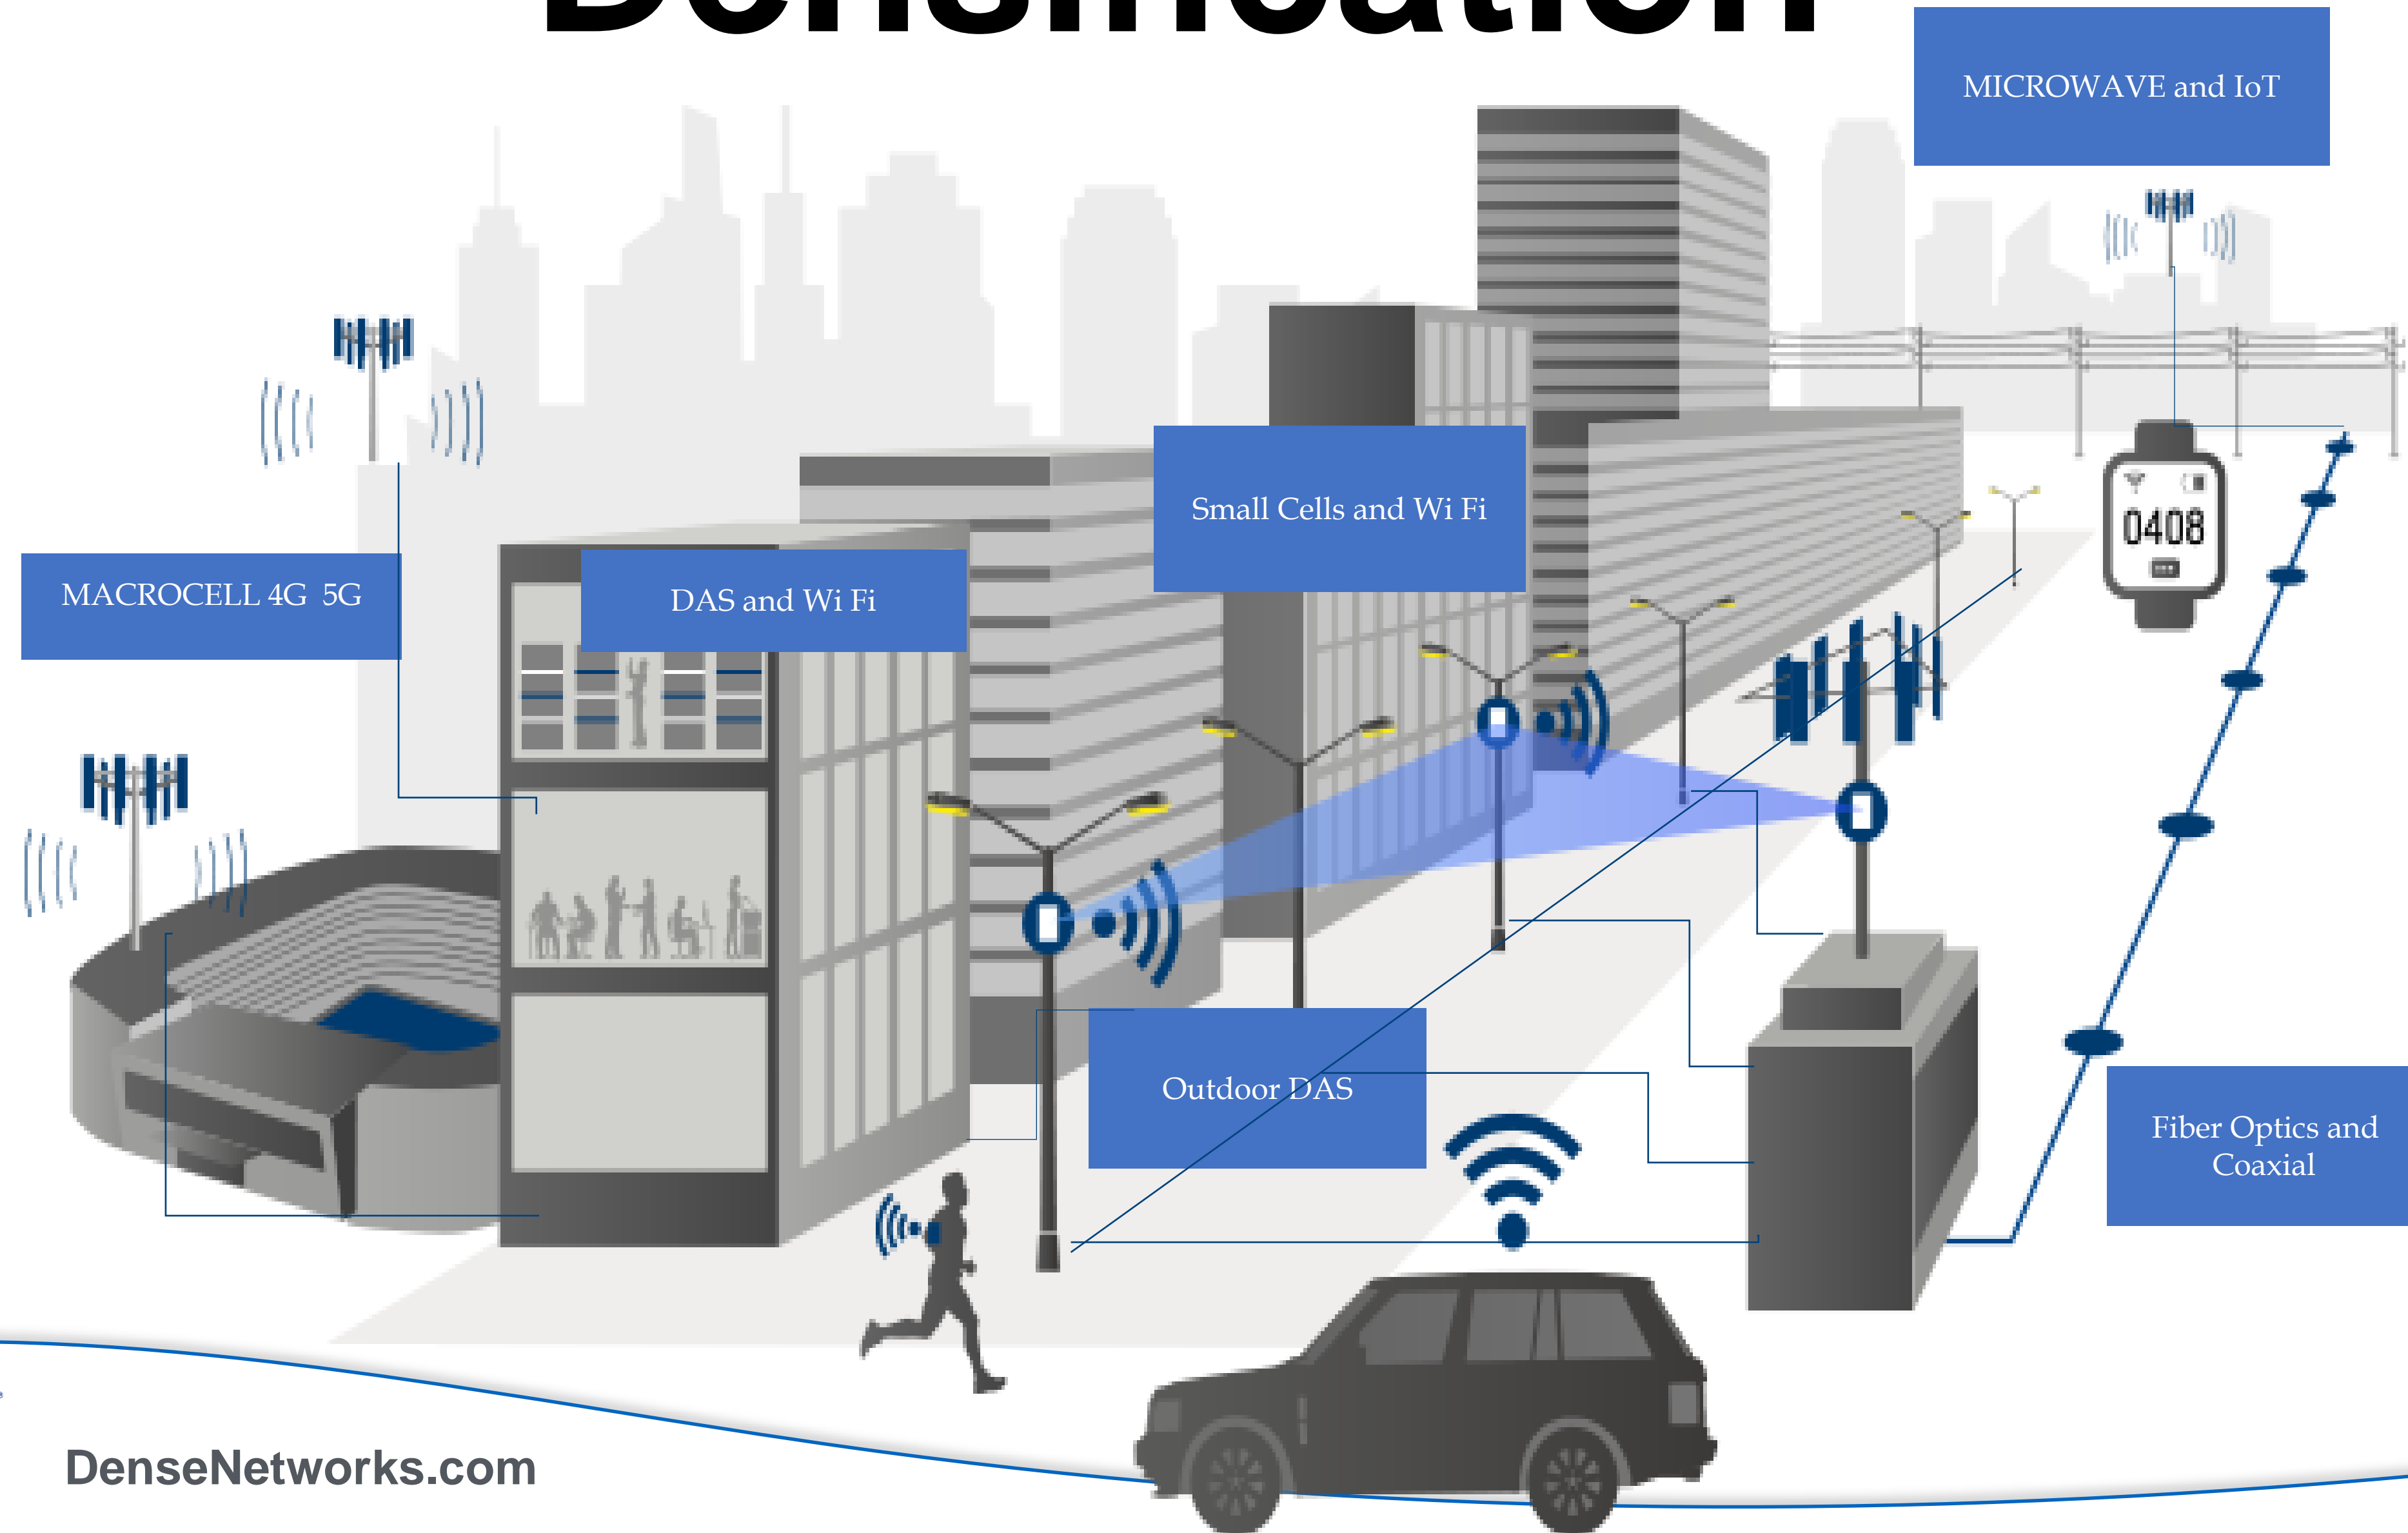 Densification
MICROWAVE and IoT
Small Cells and Wi Fi
MACROCELL 4G 5G
DAS and Wi Fi
0408
Outdoor DAS
Fiber Optics and
Coaxial
DenseNetworks.com